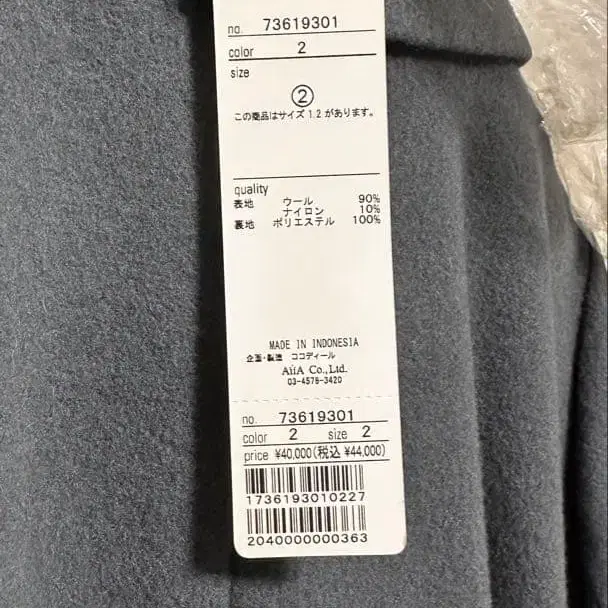 no. 73619301
color 2
size
②
この商品はサイズ 1.2 があります。
quality
表地 ウール 90%
ナイロン 10%
裏地 ポリエステル 100%
MADE IN INDONESIA
企画・製造 ココディール
AiiA Co.,Ltd.
03-4578-3420
no. 73619301
color 2 size 2
price ¥40,000(税込 ¥44,000)
1736193010227
2040000000363